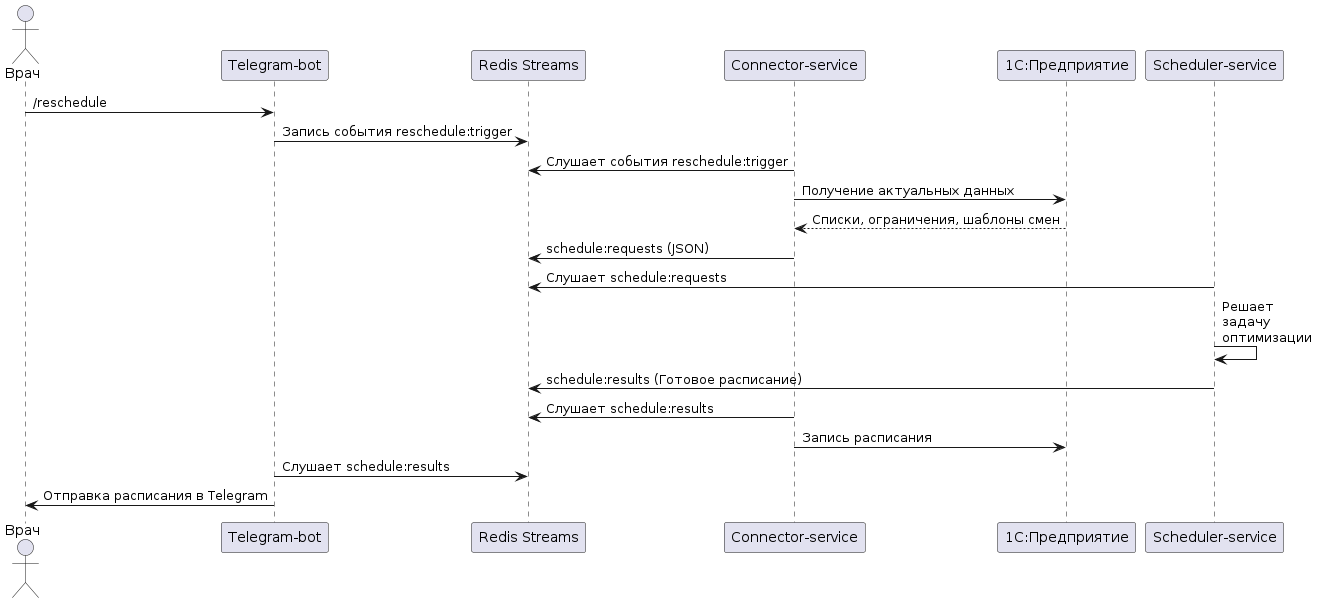 Врач
Telegram-bot
Redis Streams
Connector-service
1С:Предприятие
Scheduler-service
/reschedule
Запись события reschedule:trigger
Слушает события reschedule:trigger
Получение актуальных данных
Списки, ограничения, шаблоны смен
schedule:requests (JSON)
Слушает schedule:requests
Решает
задачу
оптимизации
schedule:results (Готовое расписание)
Слушает schedule:results
Запись расписания
Слушает schedule:results
Отправка расписания в Telegram
Врач
Telegram-bot
Redis Streams
Connector-service
1С:Предприятие
Scheduler-service